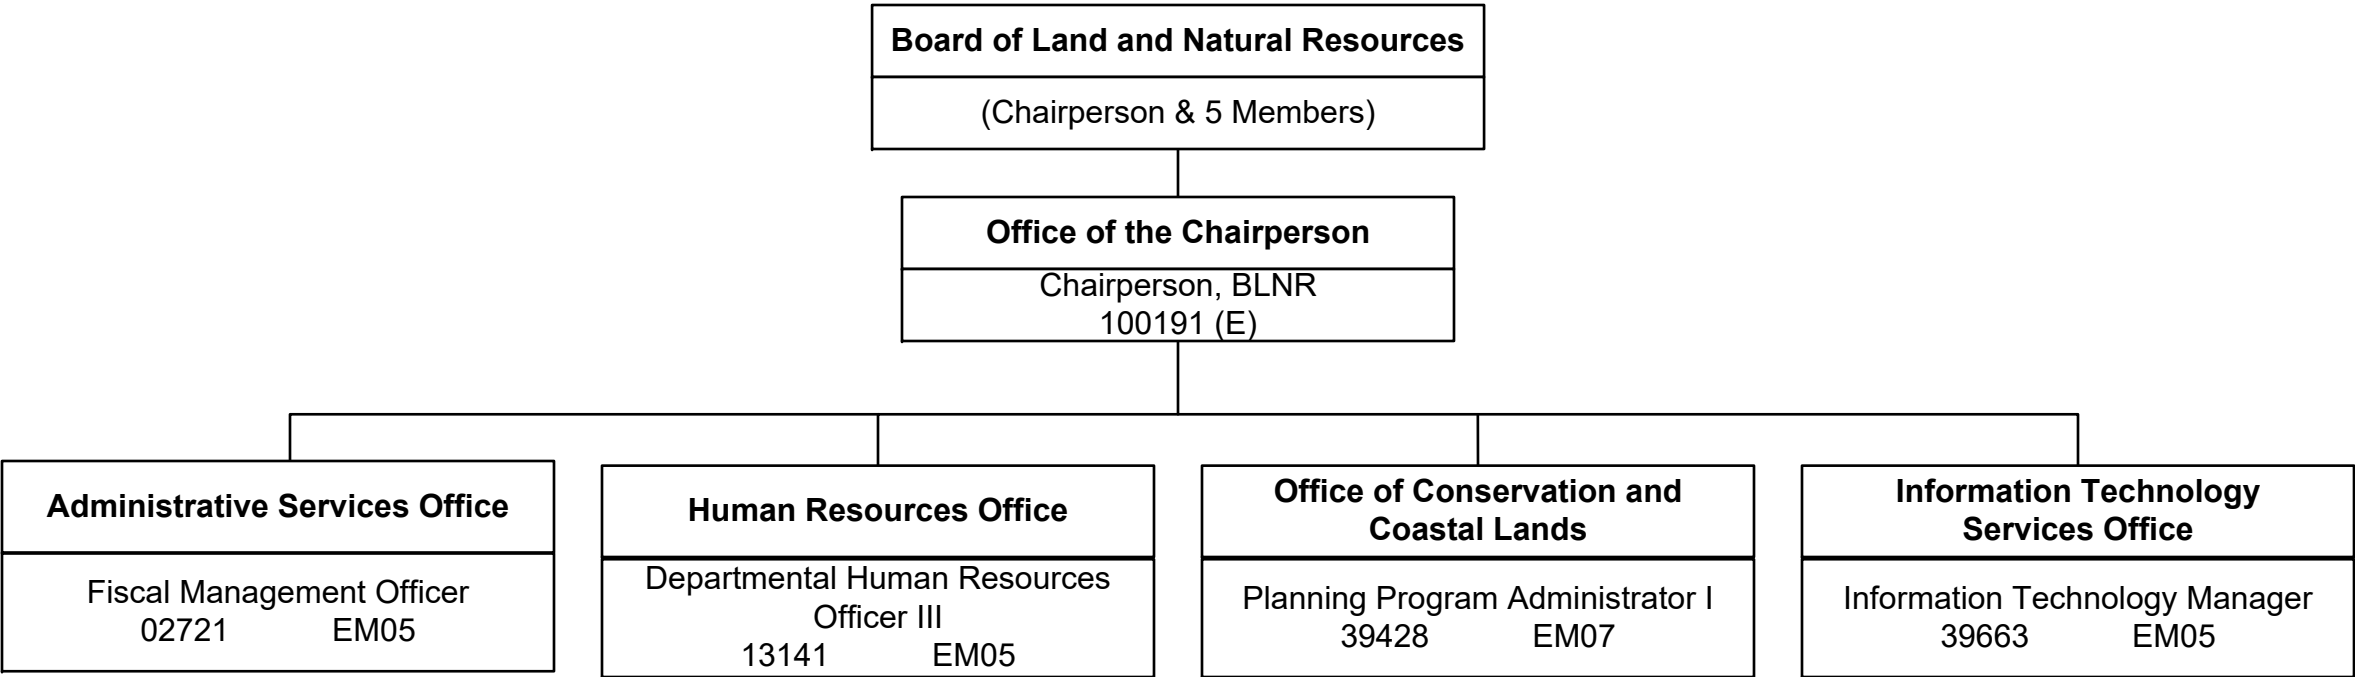 Board of Land and Natural Resources
(Chairperson & 5 Members)
Office of the Chairperson
Chairperson, BLNR
100191 (E)
Administrative Services Office
Fiscal Management Officer
02721 EM05
Human Resources Office
Departmental Human Resources
Officer III
13141 EM05
Office of Conservation and
Coastal Lands
Planning Program Administrator I
39428 EM07
Information Technology
Services Office
Information Technology Manager
39663 EM05